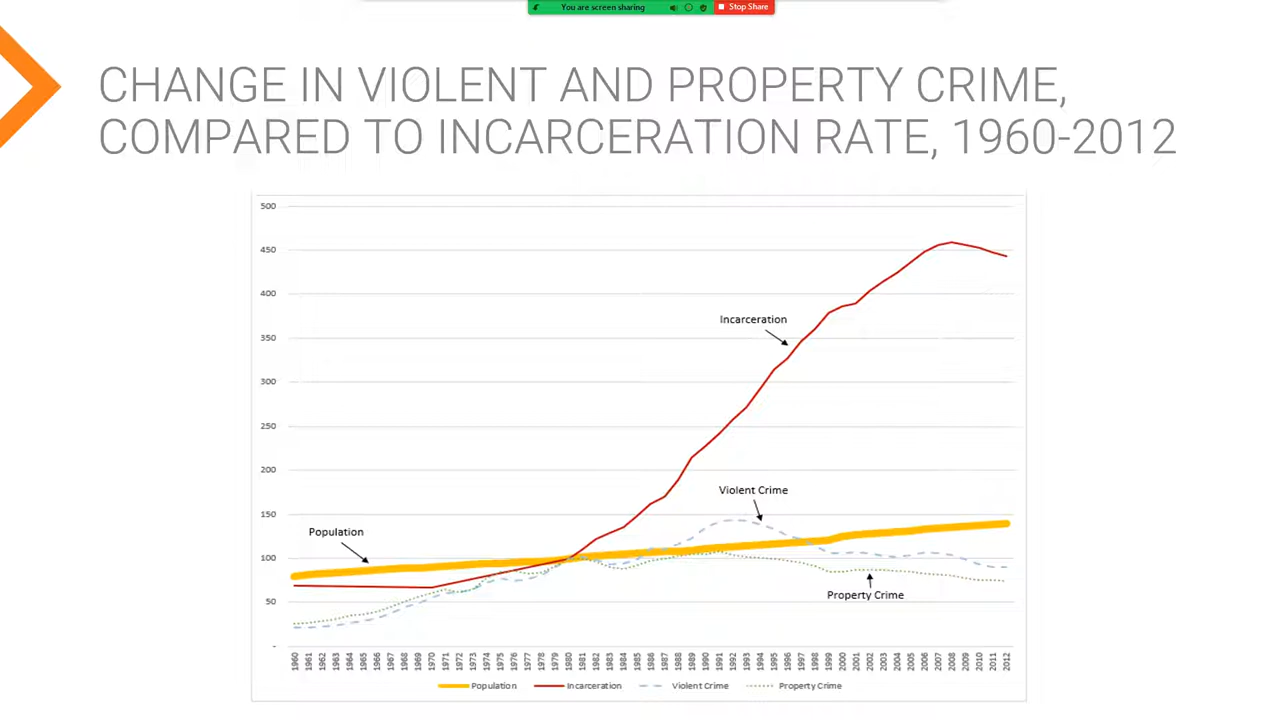 You are screen sharing
Stop Share
CHANGE IN VIOLENT AND PROPERTY CRIME,
COMPARED TO INCARCERATION RATE, 1960-2012
500
450
400
350
300
250
200
150
100
50
-
Incarceration
Violent Crime
Population
Property Crime
1960 1961 1962 1963 1964 1965 1966 1967 1968 1969 1970 1971 1972 1973 1974 1975 1976 1977 1978 1979 1980 1981 1982 1983 1984 1985 1986 1987 1988 1989 1990 1991 1992 1993 1994 1995 1996 1997 1998 1999 2000 2001 2002 2003 2004 2005 2006 2007 2008 2009 2010 2011 2012
Population Incarceration Violent Crime Property Crime